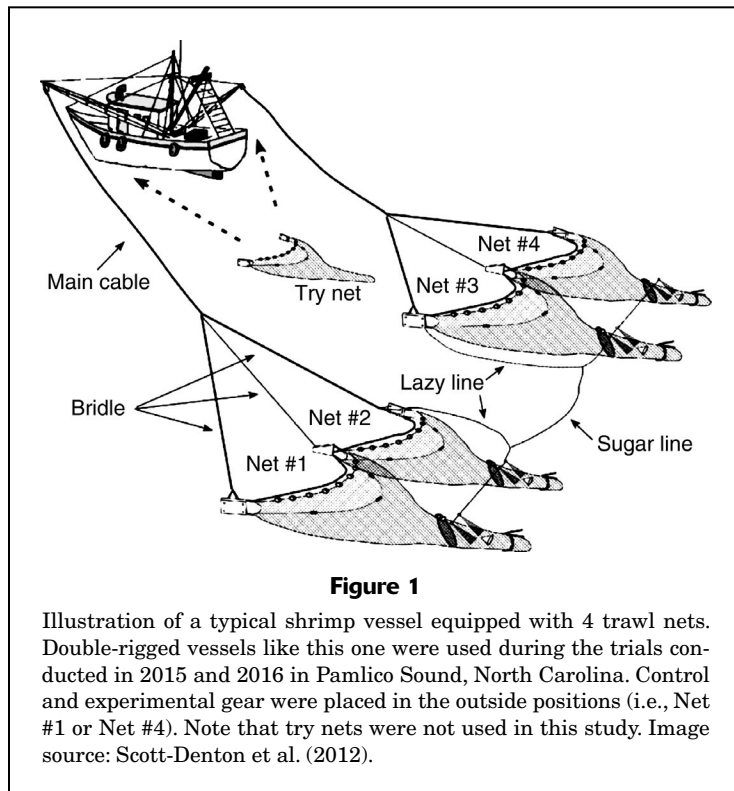 Net #4
Net #3
Main cable
Try net
Lazy line
Bridle
Net #2
Sugar line
Net #1
Figure 1
Illustration of a typical shrimp vessel equipped with 4 trawl nets.
Double-rigged vessels like this one were used during the trials con-
ducted in 2015 and 2016 in Pamlico Sound, North Carolina. Control
and experimental gear were placed in the outside positions (i.e., Net
#1 or Net #4). Note that try nets were not used in this study. Image
source: Scott-Denton et al. (2012).